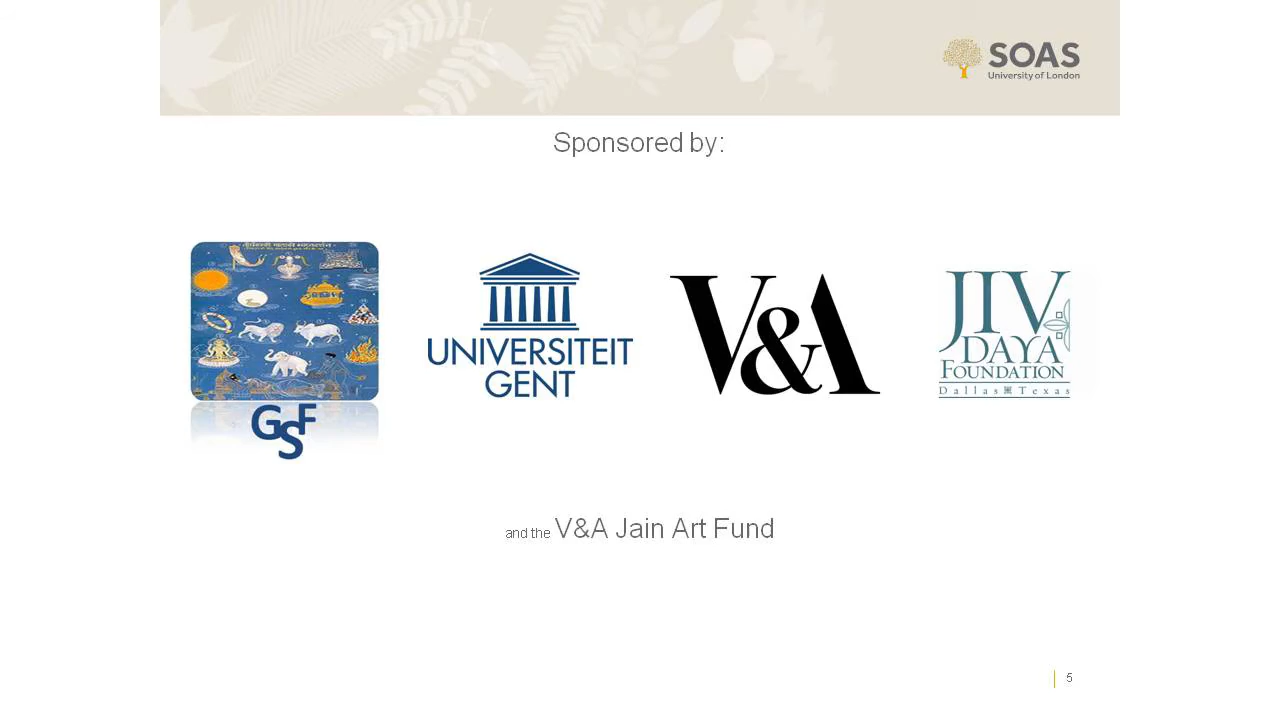 SOAS
University of London
Sponsored by:
GSF
UNIVERSITEIT
GENT
V&A
JIV
DAYA
FOUNDATION
Dallas Texas
and the V&A Jain Art Fund
5